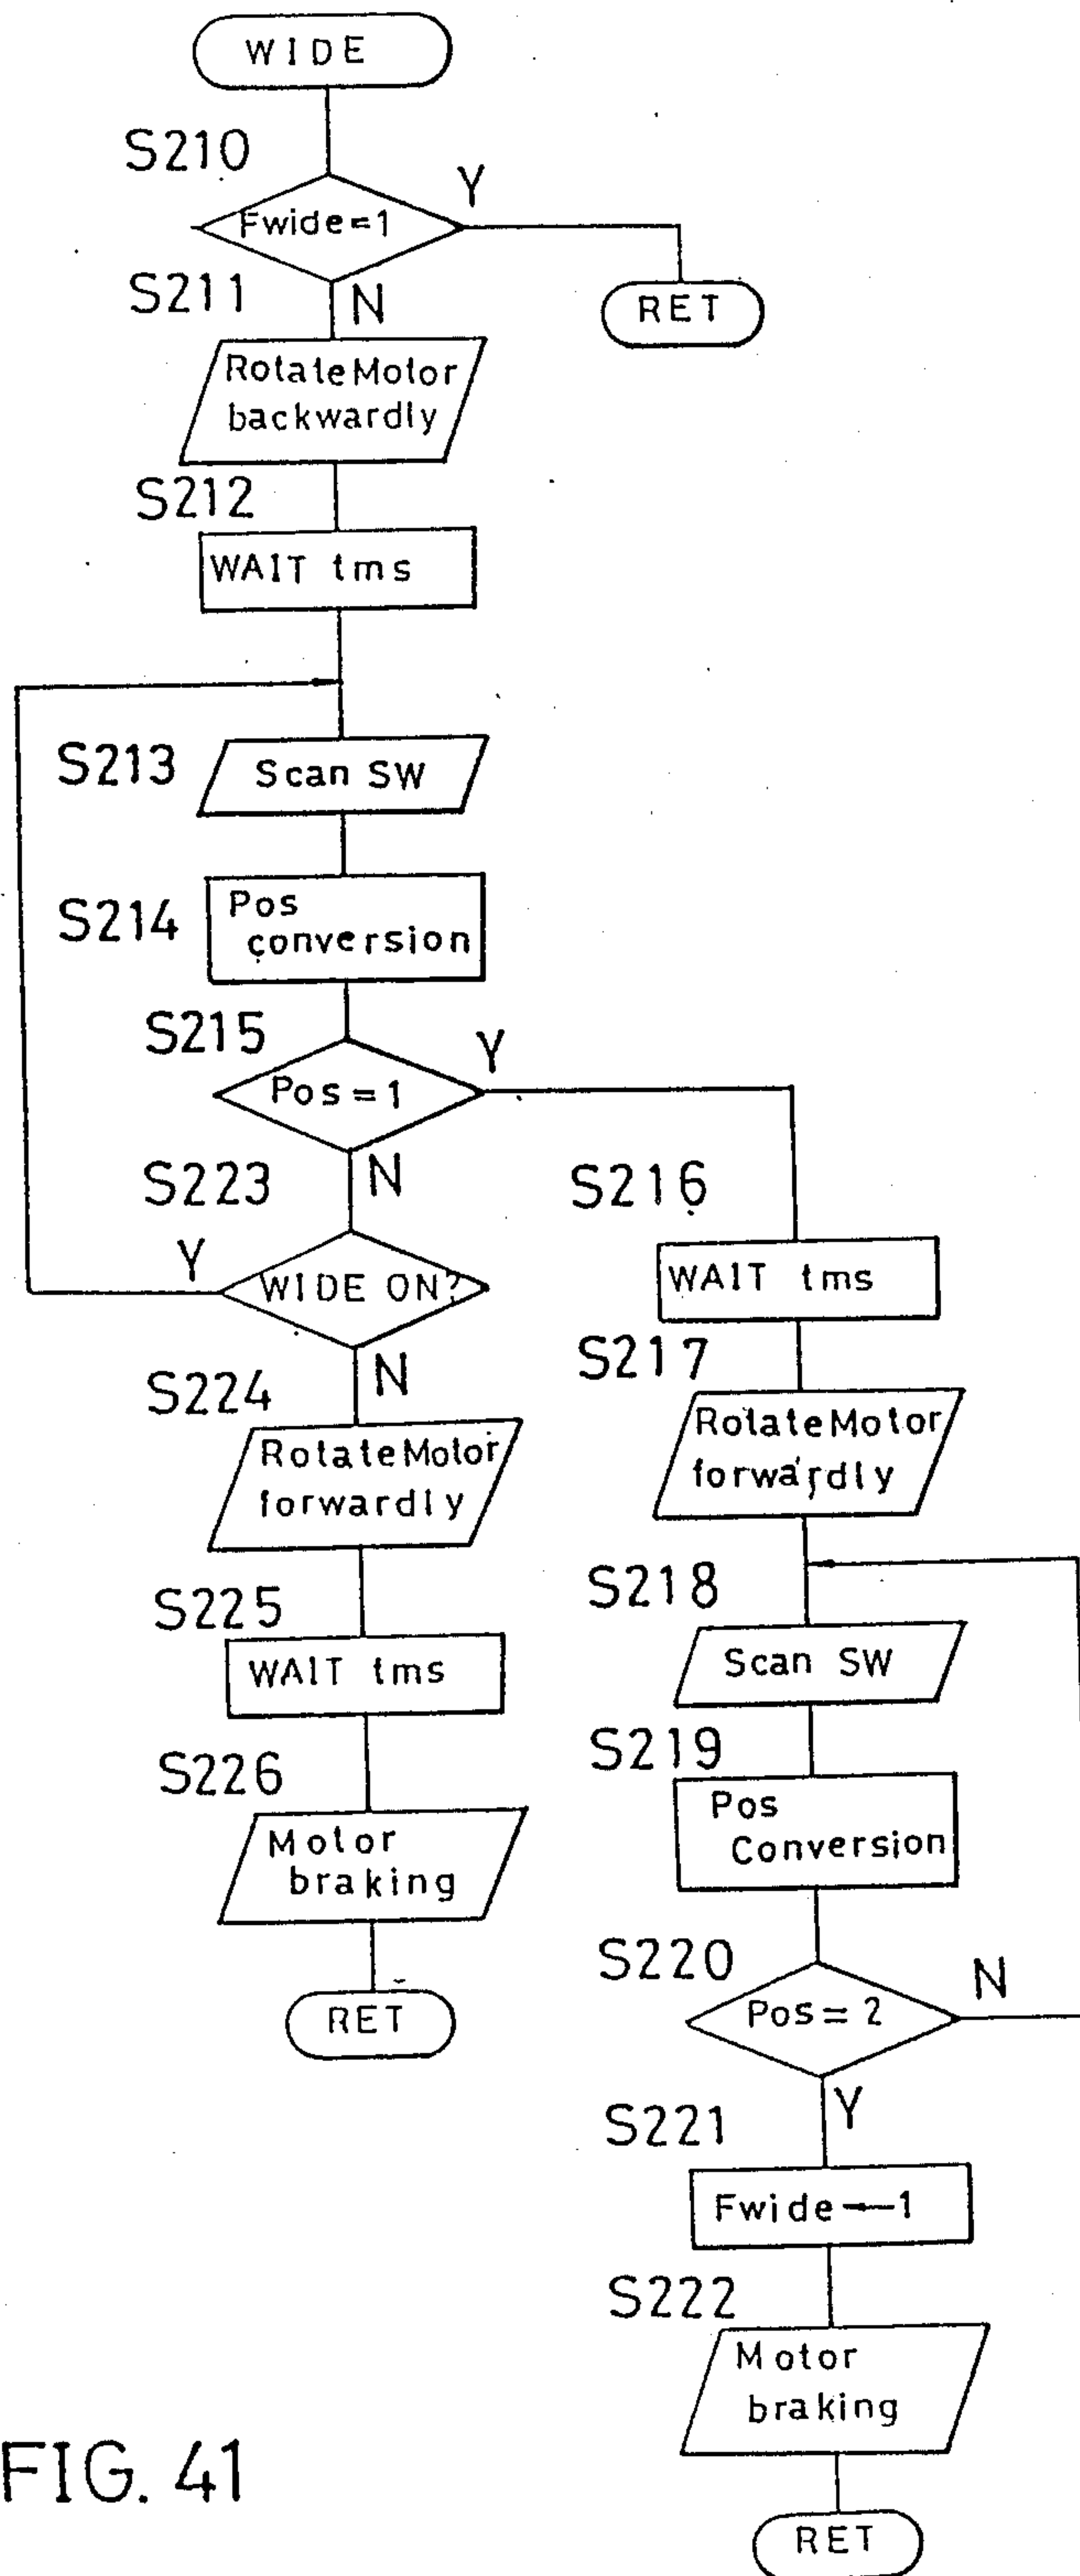 WIDE
S210
Fwide=1
Y
RET
S211
N
Rotate Motor
backwardly
S212
WAIT tms
S213
Scan SW
S214
Pos
conversion
S215
Pos = 1
Y
S223
N
WIDE ON?
Y
S224
N
Rotate Motor
forwardly
S225
WAIT tms
S226
Motor
braking
RET
S216
WAIT tms
S217
Rotate Motor
forwardly
S218
Scan SW
S219
Pos
Conversion
S220
Pos = 2
N
S221
Y
Fwide ← 1
S222
Motor
braking
RET
FIG. 41